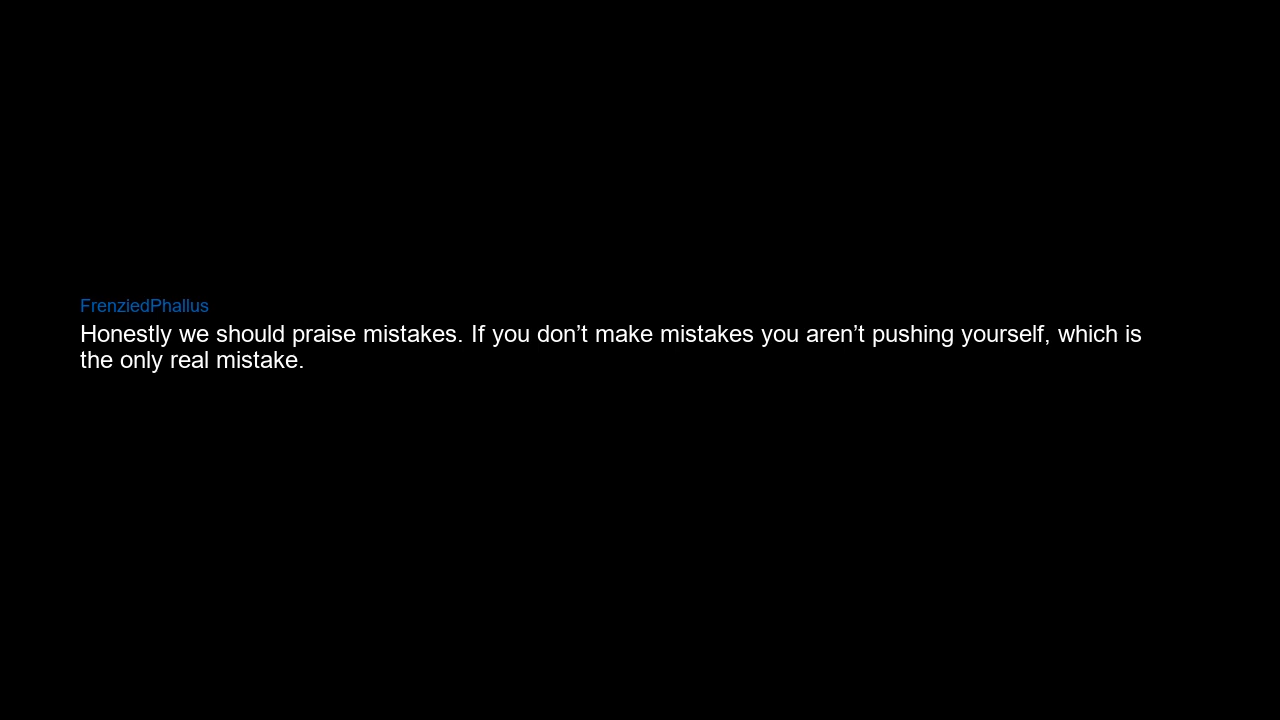 FrenziedPhallus
Honestly we should praise mistakes. If you don’t make mistakes you aren’t pushing yourself, which is
the only real mistake.